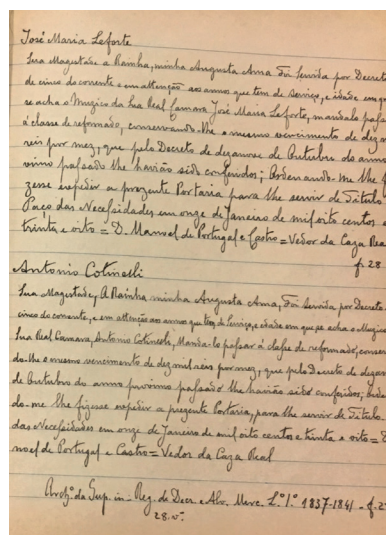 José Maria Leforte
Sua Magestade a Rainha, minha Augusta Ama Foi Servida por Decreto
de cinco do corrente e em attenção aos annos que tem de serviço, e idade em que
se acha o Muzico da Sua Real Camara José Maria Leforte, mandalo passar
á classe de reformado, conservando-lhe o mesmo vencimento de dez mil
reis por mez, que pelo Decreto de dezanove de Outubro do anno
ximo passado lhe havião sido conferidos; Ordenando-me lhe fi
zesse expedir a prezente Portaria para lhe servir de Titulo
Paço das Necessidades em onze de Janeiro de mil oito centos e
trinta e oito = D. Manoel de Portugal e Castro = Vedor da Caza Real
f. 28
Antonio Cotinelli
Sua Magestade, A Rainha minha Augusta Ama, Foi Servida por Decreto de
cinco do corrente, e em attenção aos annos que tem de Serviço, e idade em que se acha o Muzico
Sua Real Camara, Antonio Cotinelli, Manda-lo passar á classe de reformado, conser
do-lhe o mesmo vencimento de dez mil reis por mez, que pelo Decreto de dezano
de Outubro do anno proximo passado lhe havião sido conferidos; Orde
do-me lhe fizesse expedir a prezente Portaria, para lhe servir de Titulo
das Necessidades em onze de Janeiro de mil oito centos e trinta e oito =
noel de Portugal e Castro = Vedor da Caza Real
Reg. de Decr. e Alv. Merc. L.º 1.º 1837-1841 - f. 2
28.v.